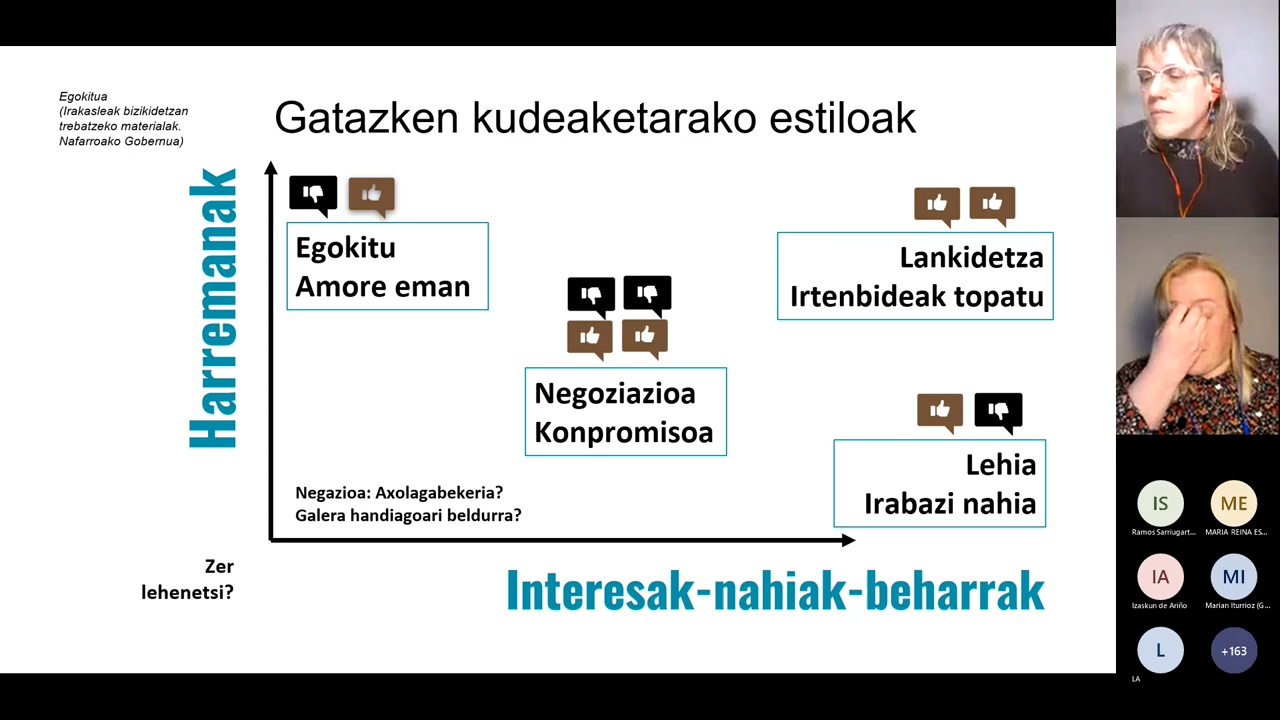 Egokitua
(Irakasleak bizikidetzan
trebatzeko materialak.
Nafarroako Gobernua)
Gatazken kudeaketarako estiloak
Harremanak
Egokitu
Amore eman
Lankidetza
Irtenbideak topatu
Negoziazioa
Konpromisoa
Lehia
Irabazi nahia
Negazioa: Axolagabekeria?
Galera handiagoari beldurra?
Zer
lehenetsi?
Interesak-nahiak-beharrak
IS
Ramos Sarriugart...
ME
MARIA REINA ES...
IA
Izaskun de Ariño
MI
Marian Iturrioz (G...
L
LA
+163